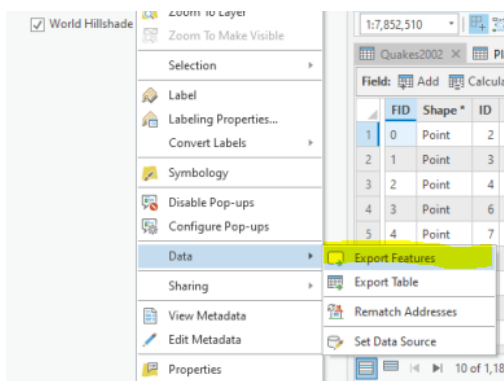 World Hillshade
Zoom To Layer
Zoom To Make Visible
Selection
Label
Labeling Properties...
Convert Labels
Symbology
Disable Pop-ups
Configure Pop-ups
Data
Sharing
View Metadata
Edit Metadata
Properties
Export Features
Export Table
Rematch Addresses
Set Data Source
1:7,852,510
Quakes2002
Field: Add Calcula
FID Shape * ID
1 0 Point 2
2 1 Point 3
3 2 Point 4
4 3 Point 6
5 4 Point 7
10 of 1,18